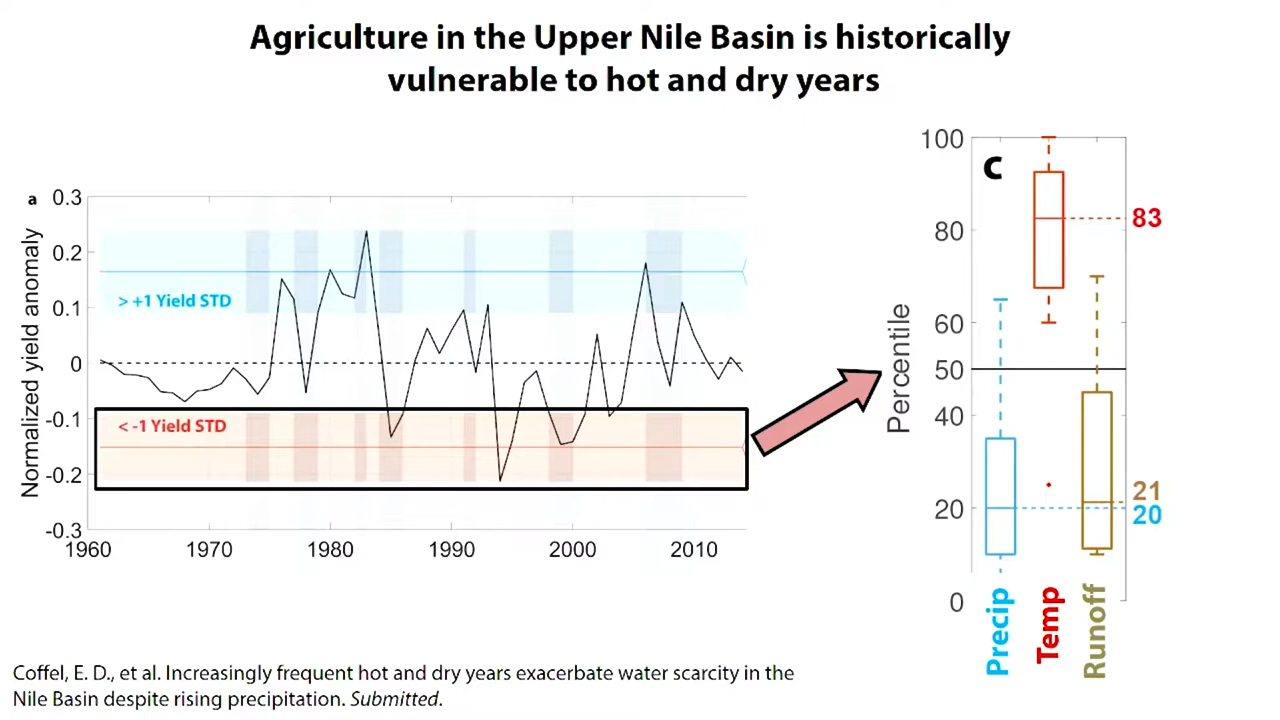 Agriculture in the Upper Nile Basin is historically
vulnerable to hot and dry years
a
Normalized yield anomaly
0.3
0.2
0.1
0
-0.1
-0.2
-0.3
> +1 Yield STD
< -1 Yield STD
1960 1970 1980 1990 2000 2010
c
Percentile
100
80
60
50
40
20
0
83
21
20
Precip
Temp
Runoff
Coffel, E. D., et al. Increasingly frequent hot and dry years exacerbate water scarcity in the
Nile Basin despite rising precipitation. Submitted.